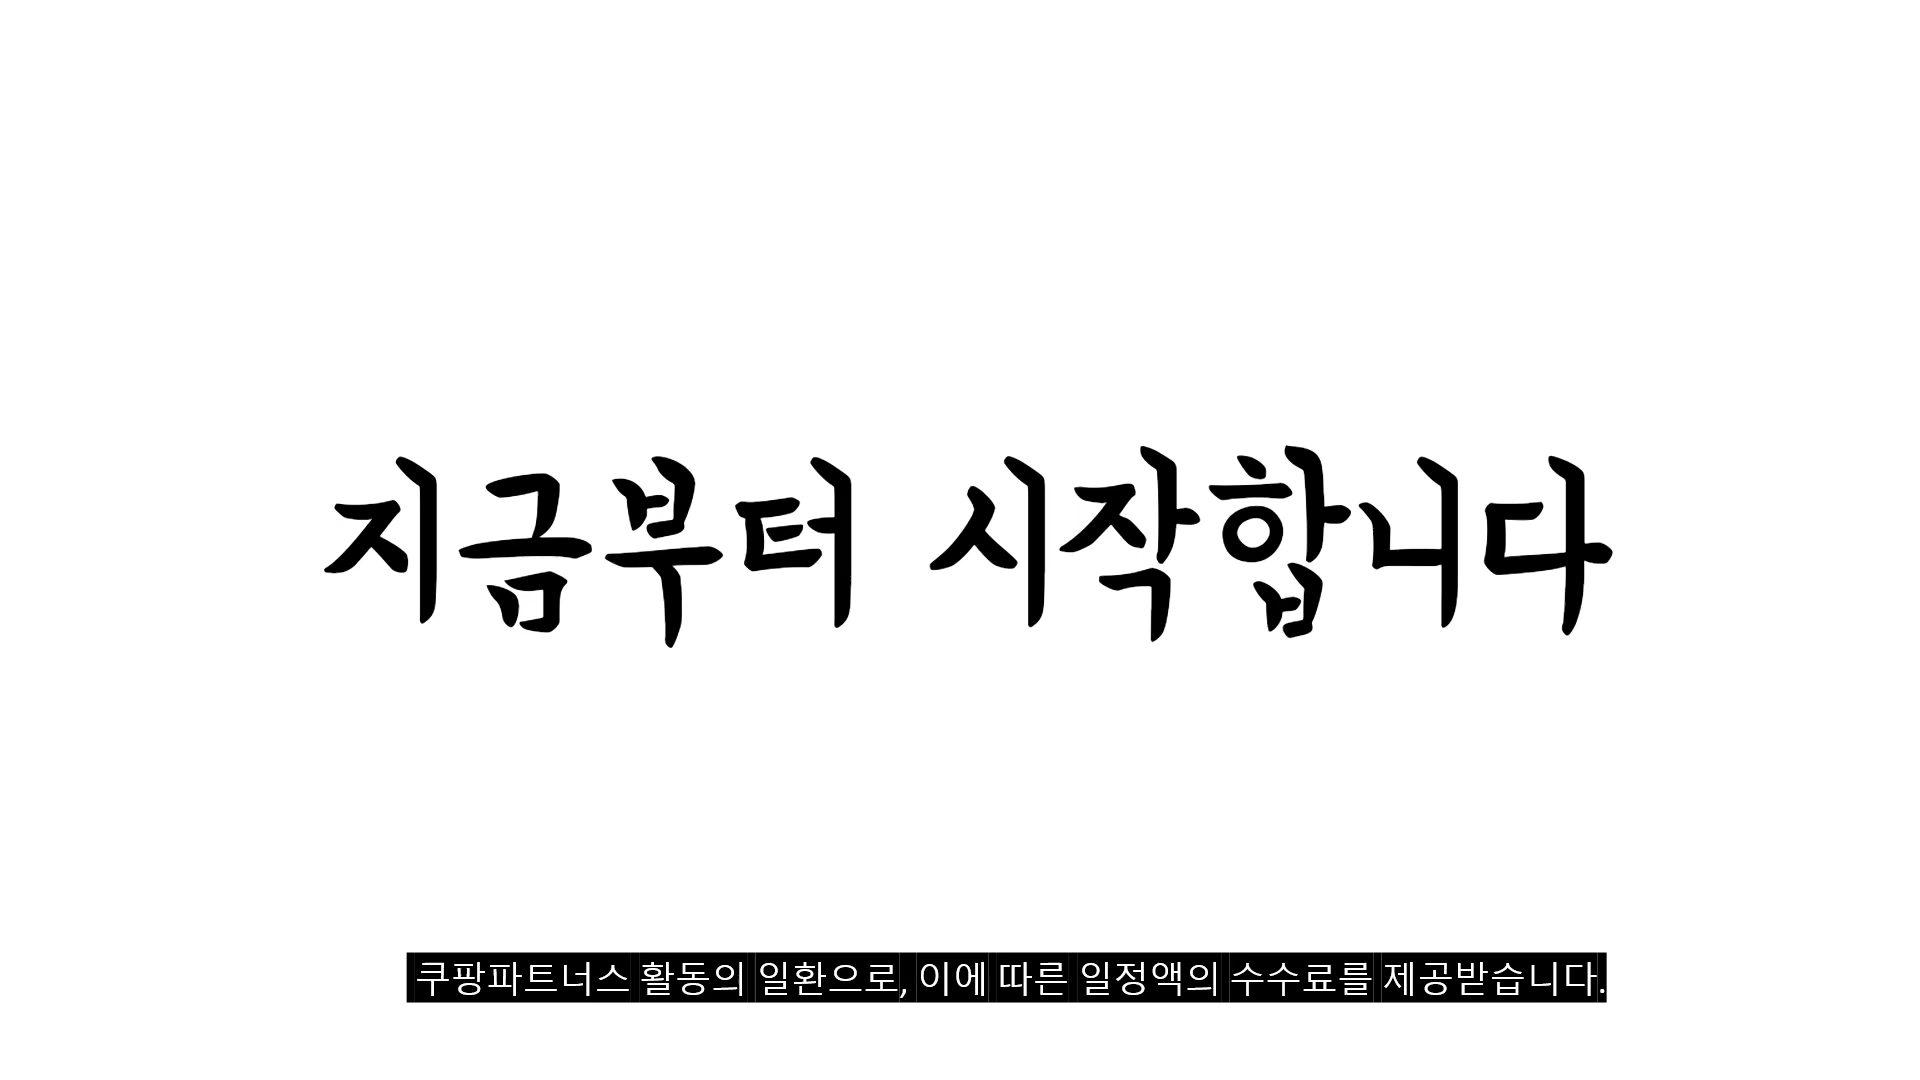 지금부터 시작합니다
쿠팡파트너스 활동의 일환으로, 이에 따른 일정액의 수수료를 제공받습니다.